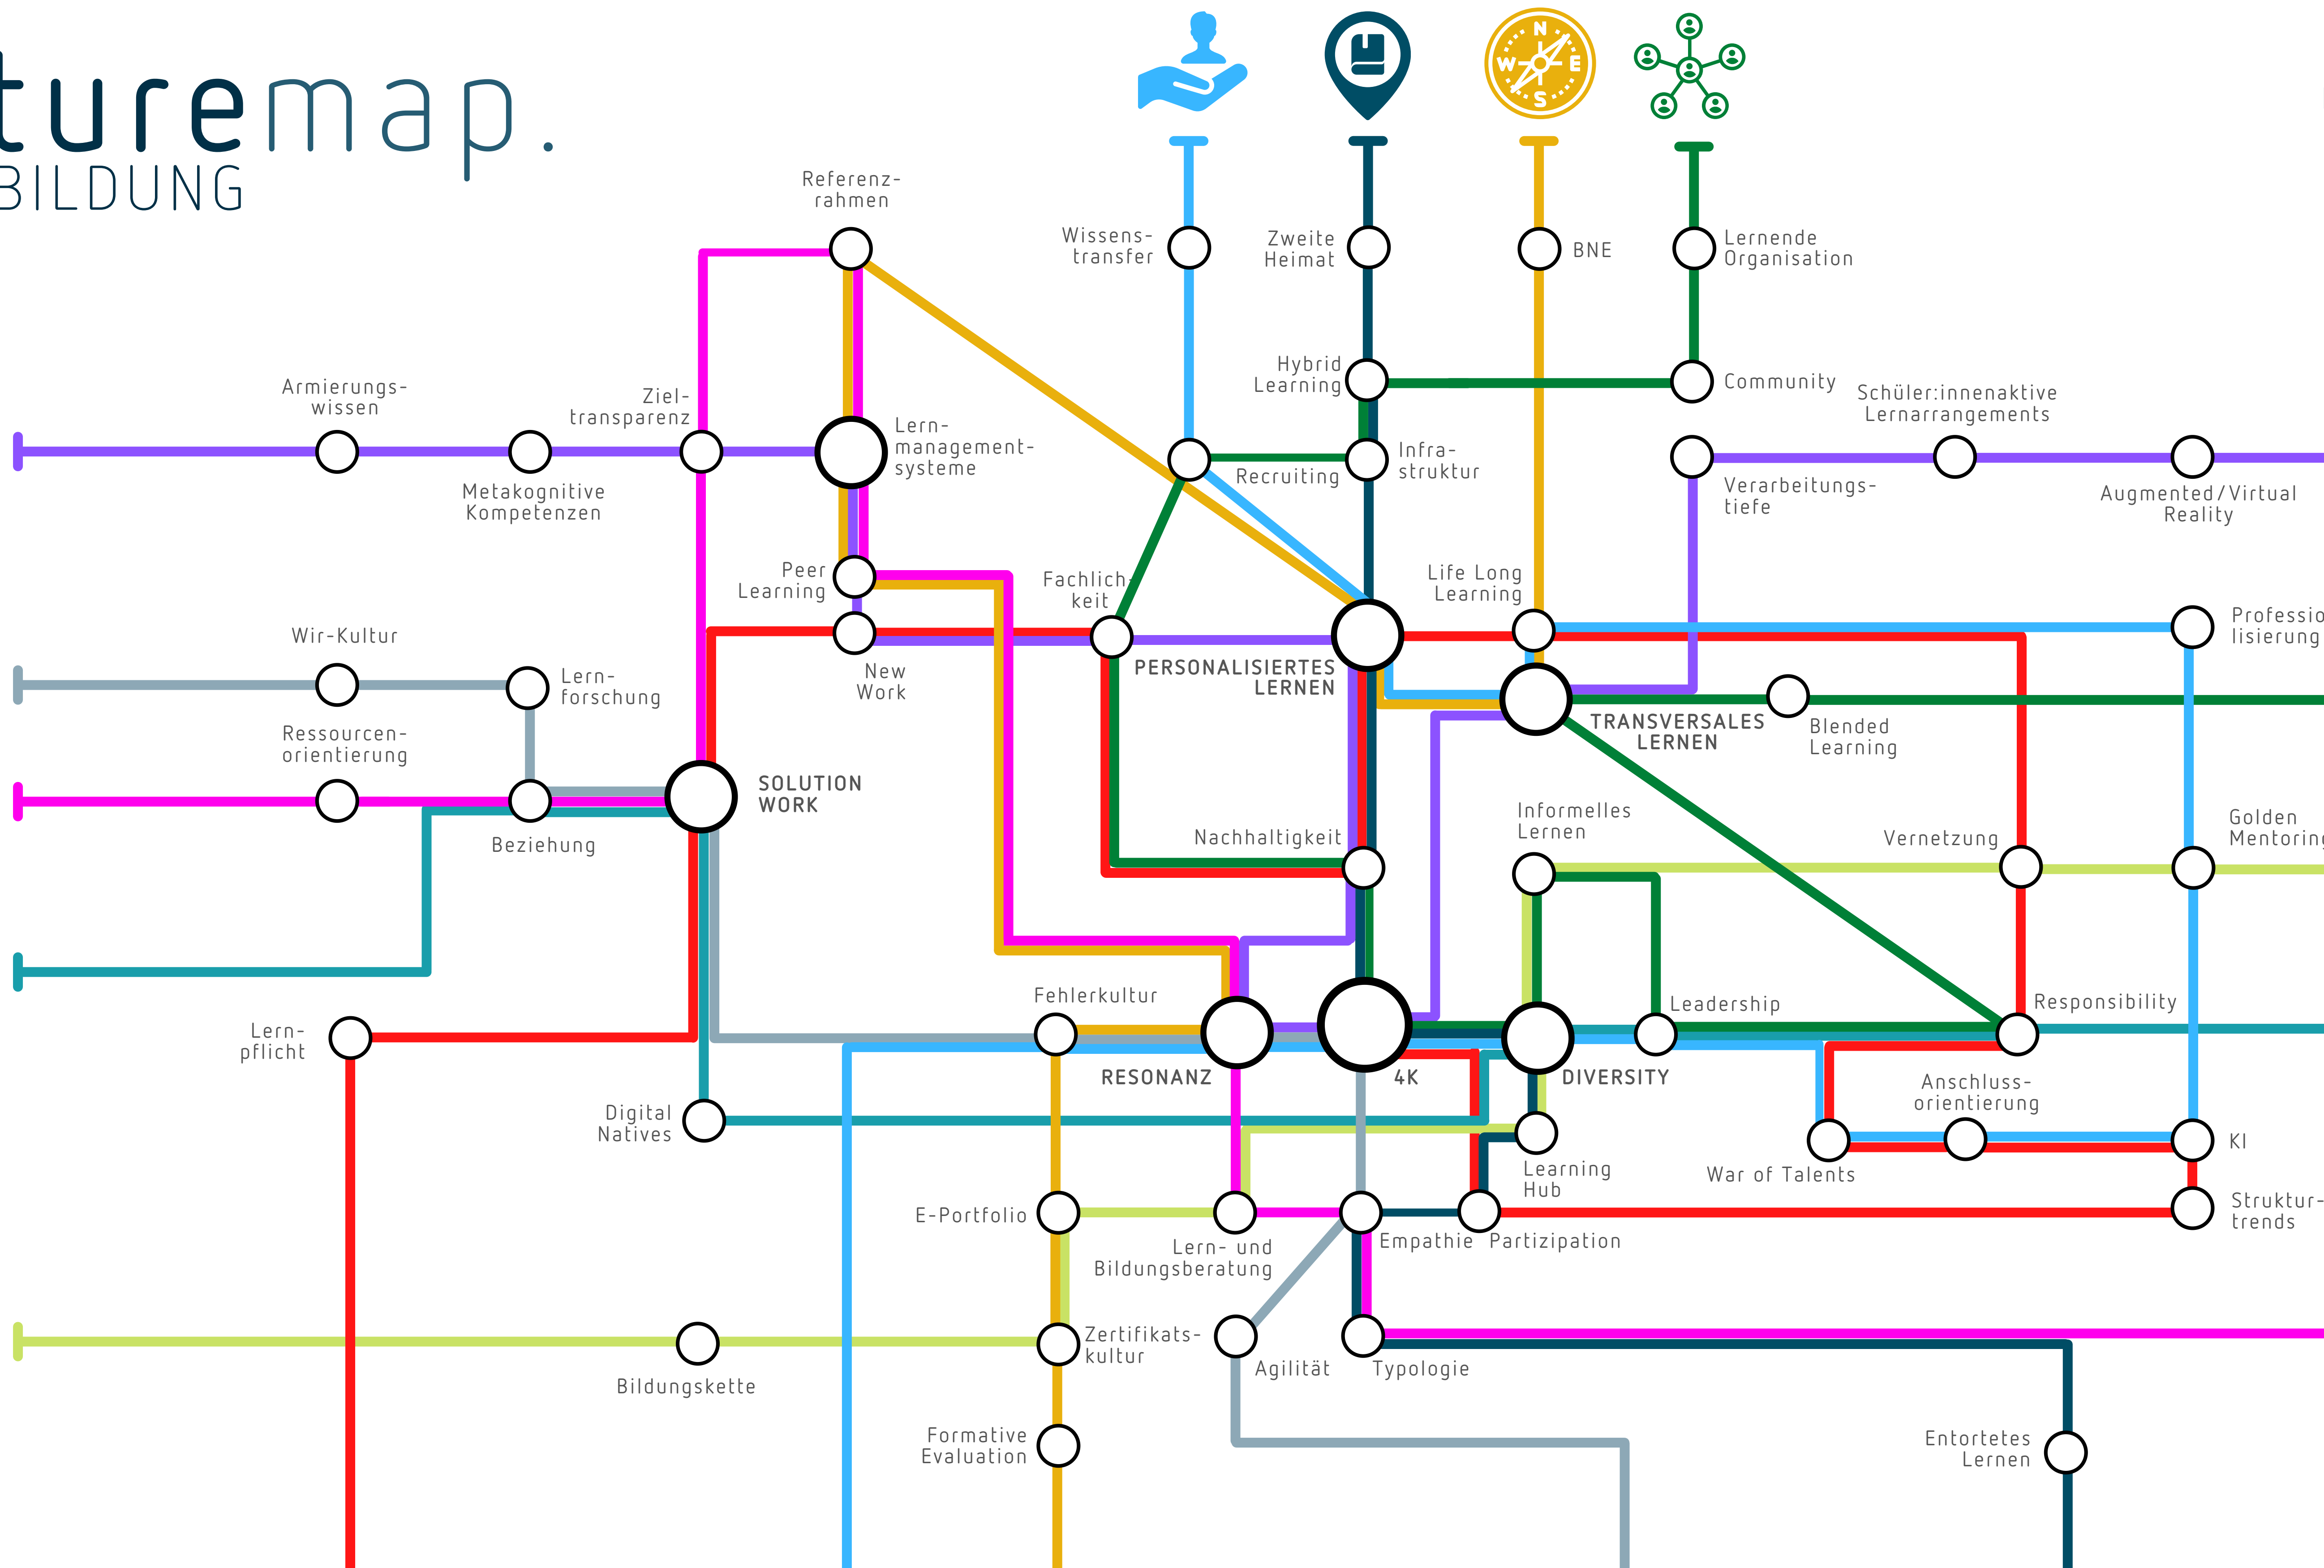 turemap.
BILDUNG
N
W
E
S
Referenz-
rahmen
Wissens-
transfer
Zweite
Heimat
BNE
Lernende
Organisation
Hybrid
Learning
Community
Armierungs-
wissen
Ziel-
transparenz
Schüler:innenaktive
Lernarrangements
Lern-
management-
systeme
Metakognitive
Kompetenzen
Recruiting
Infra-
struktur
Verarbeitungs-
tiefe
Augmented/Virtual
Reality
Peer
Learning
Fachlich-
keit
Life Long
Learning
Wir-Kultur
Professio
lisierung
Lern-
forschung
New
Work
PERSONALISIERTES
LERNEN
TRANSVERSALES
LERNEN
Blended
Learning
Ressourcen-
orientierung
SOLUTION
WORK
Beziehung
Nachhaltigkeit
Informelles
Lernen
Vernetzung
Golden
Mentoring
Lern-
pflicht
Fehlerkultur
Leadership
Responsibility
RESONANZ
4K
DIVERSITY
Anschluss-
orientierung
Digital
Natives
Learning
Hub
War of Talents
KI
E-Portfolio
Lern- und
Bildungsberatung
Empathie
Partizipation
Struktur-
trends
Zertifikats-
kultur
Bildungskette
Agilität
Typologie
Formative
Evaluation
Entortetes
Lernen